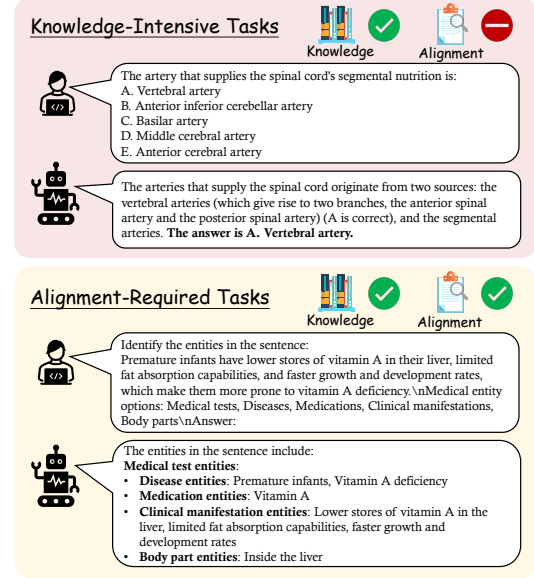 Knowledge-Intensive Tasks
Knowledge
Alignment
The artery that supplies the spinal cord's segmental nutrition is:
A. Vertebral artery
B. Anterior inferior cerebellar artery
C. Basilar artery
D. Middle cerebral artery
E. Anterior cerebral artery
</>
The arteries that supply the spinal cord originate from two sources: the
vertebral arteries (which give rise to two branches, the anterior spinal
artery and the posterior spinal artery) (A is correct), and the segmental
arteries. The answer is A. Vertebral artery.
Alignment-Required Tasks
Knowledge
Alignment
Identify the entities in the sentence:
Premature infants have lower stores of vitamin A in their liver, limited
fat absorption capabilities, and faster growth and development rates,
which make them more prone to vitamin A deficiency.\nMedical entity
options: Medical tests, Diseases, Medications, Clinical manifestations,
Body parts\nAnswer:
</>
The entities in the sentence include:
Medical test entities:
• Disease entities: Premature infants, Vitamin A deficiency
• Medication entities: Vitamin A
• Clinical manifestation entities: Lower stores of vitamin A in the
liver, limited fat absorption capabilities, faster growth and
development rates
• Body part entities: Inside the liver